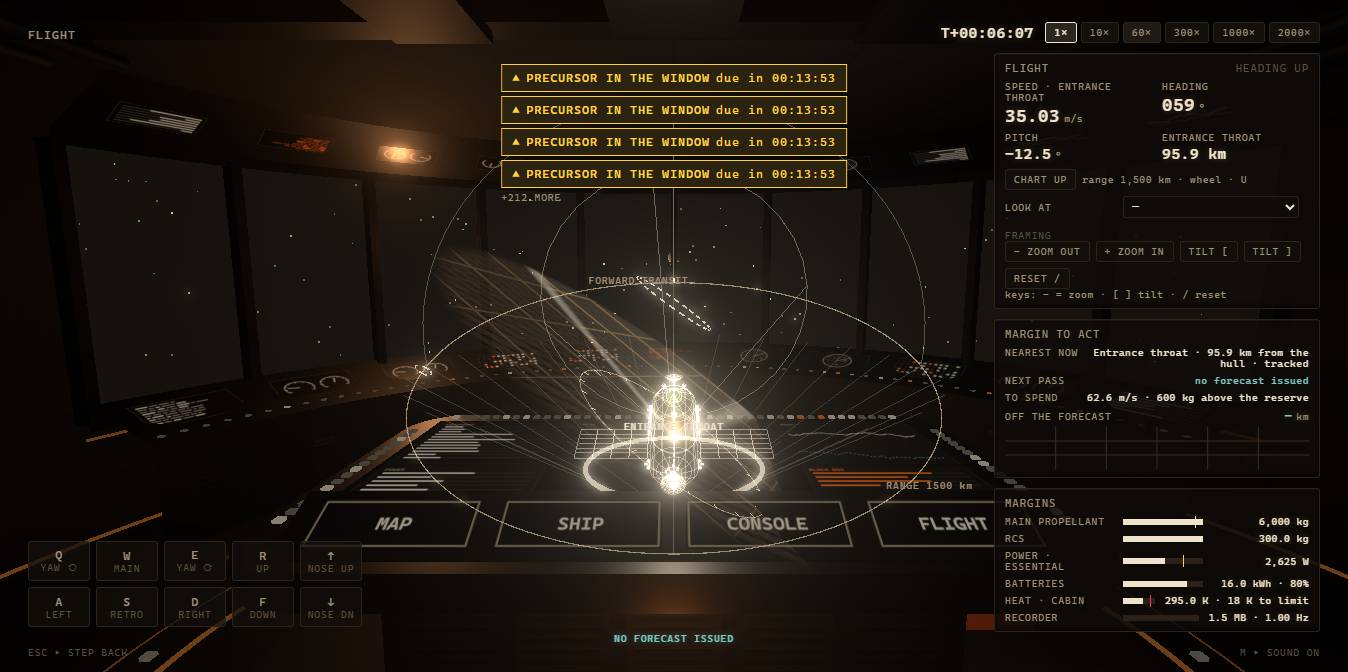 FLIGHT
T+00:06:07
1×
10×
60×
300×
1000×
2000×
▲ PRECURSOR IN THE WINDOW due in 00:13:53
▲ PRECURSOR IN THE WINDOW due in 00:13:53
▲ PRECURSOR IN THE WINDOW due in 00:13:53
▲ PRECURSOR IN THE WINDOW due in 00:13:53
+212 MORE
FLIGHT
HEADING UP
SPEED · ENTRANCE THROAT
35.03 m/s
HEADING
059 °
PITCH
−12.5 °
ENTRANCE THROAT
95.9 km
CHART UP
range 1,500 km · wheel · U
LOOK AT
—
FRAMING
− ZOOM OUT
+ ZOOM IN
TILT [
TILT ]
RESET /
keys: − = zoom · [ ] tilt · / reset
MARGIN TO ACT
NEAREST NOW
Entrance throat · 95.9 km from the
hull · tracked
NEXT PASS
no forecast issued
TO SPEND
62.6 m/s · 600 kg above the reserve
OFF THE FORECAST
— km
MARGINS
MAIN PROPELLANT
6,000 kg
RCS
300.0 kg
POWER · ESSENTIAL
2,625 W
BATTERIES
16.0 kWh · 80%
HEAT · CABIN
295.0 K · 18 K to limit
RECORDER
1.5 MB · 1.00 Hz
FORWARD TRANSIT
ENTRANCE THROAT
RANGE 1500 km
MAP
SHIP
CONSOLE
FLIGHT
Q
YAW ↺
W
MAIN
E
YAW ↻
R
UP
↑
NOSE UP
A
LEFT
S
RETRO
D
RIGHT
F
DOWN
↓
NOSE DN
NO FORECAST ISSUED
ESC ▸ STEP BACK
M ▸ SOUND ON